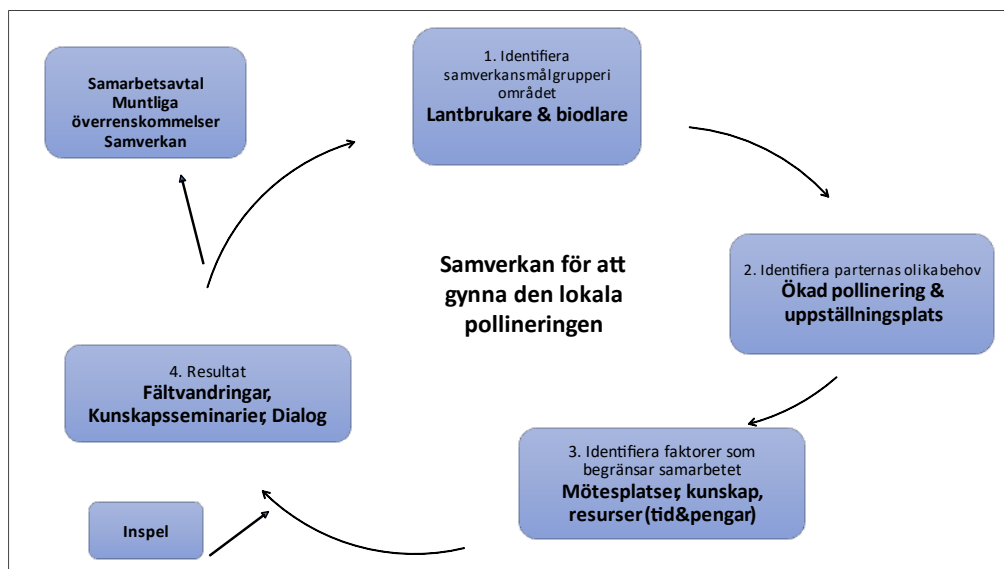 1. Identifiera
samverkansmålgrupperi
området
Lantbrukare & biodlare
Samarbetsavtal
Muntliga
överrenskommelser
Samverkan
2. Identifiera parternas olikabehov
Ökad pollinering &
uppställningsplats
Samverkan för att
gynna den lokala
pollineringen
3. Identifiera faktorer som
begränsar samarbetet
Mötesplatser, kunskap,
resurser (tid&pengar)
4. Resultat
Fältvandringar,
Kunskapsseminarier, Dialog
Inspel